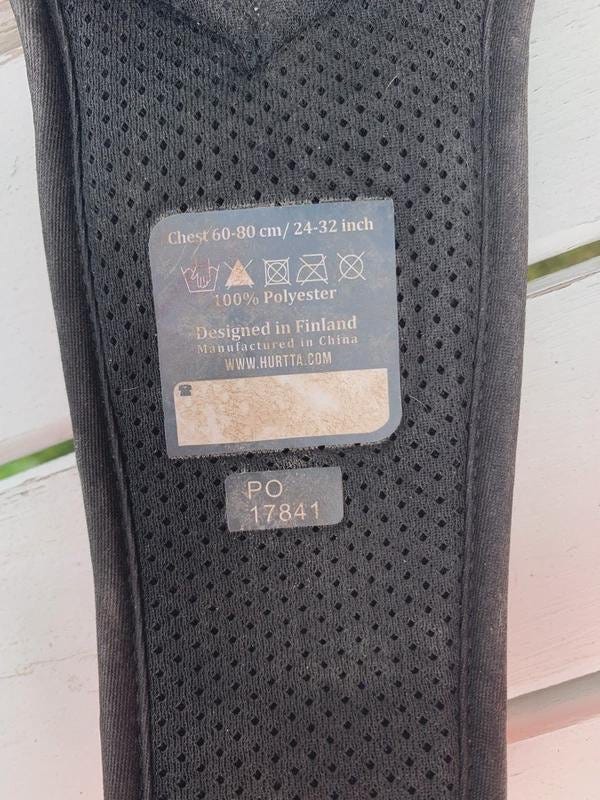 Chest 60-80 cm/ 24-32 inch
100% Polyester
Designed in Finland
Manufactured in China
WWW.HURTTA.COM
PO
17841